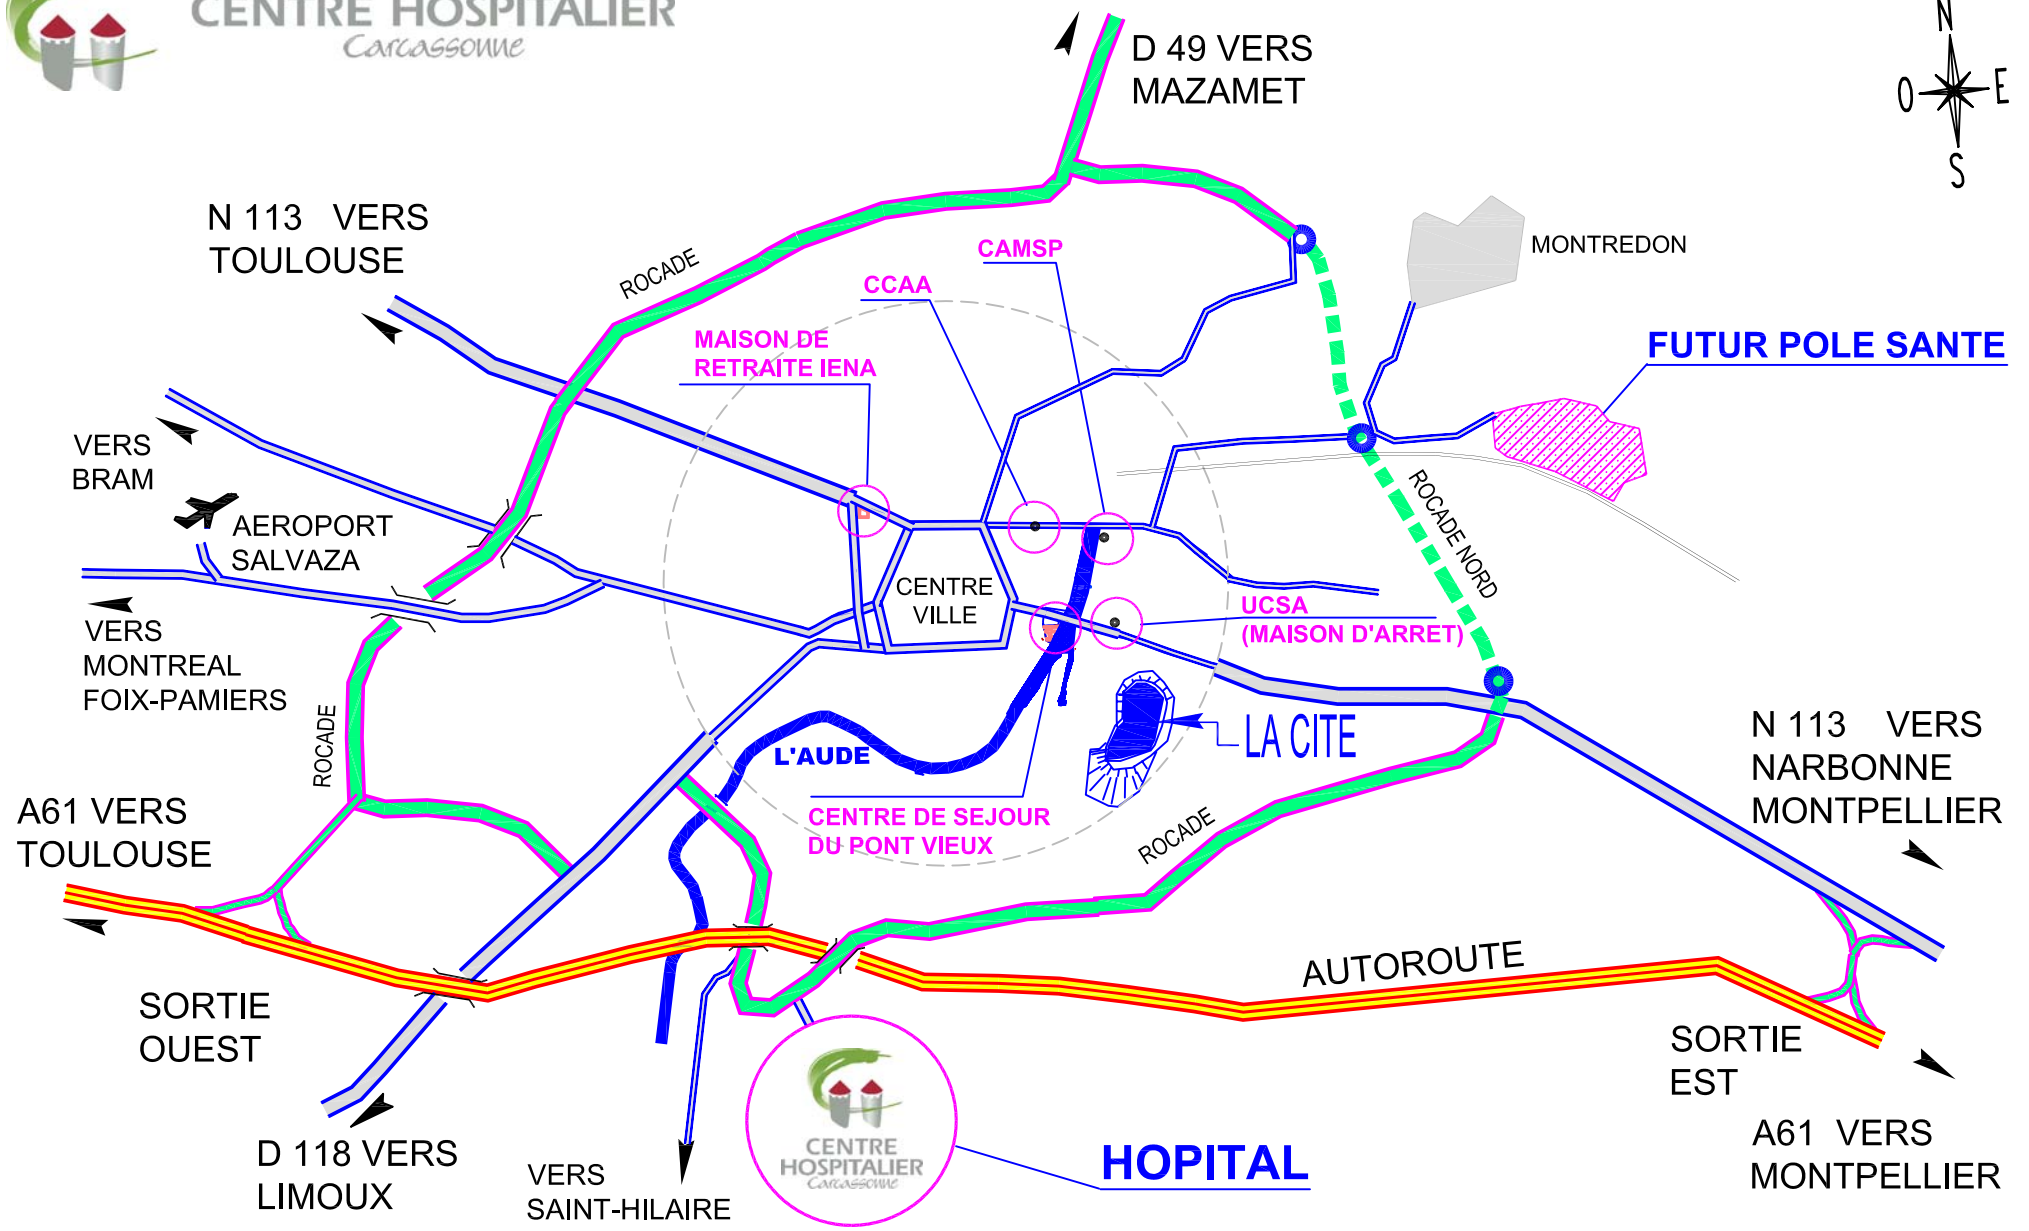 CENTRE HOSPITALIER
Carcassonne
N
O
E
S
D 49 VERS
MAZAMET
N 113 VERS
TOULOUSE
ROCADE
CAMSP
CCAA
MAISON DE
RETRAITE IENA
MONTREDON
FUTUR POLE SANTE
VERS
BRAM
AEROPORT
SALVAZA
VERS
MONTREAL
FOIX-PAMIERS
CENTRE
VILLE
ROCADE NORD
UCSA
(MAISON D'ARRET)
LA CITE
L'AUDE
CENTRE DE SEJOUR
DU PONT VIEUX
ROCADE
ROCADE
N 113 VERS
NARBONNE
MONTPELLIER
A61 VERS
TOULOUSE
AUTOROUTE
SORTIE
OUEST
SORTIE
EST
D 118 VERS
LIMOUX
VERS
SAINT-HILAIRE
CENTRE
HOSPITALIER
Carcassonne
HOPITAL
A61 VERS
MONTPELLIER